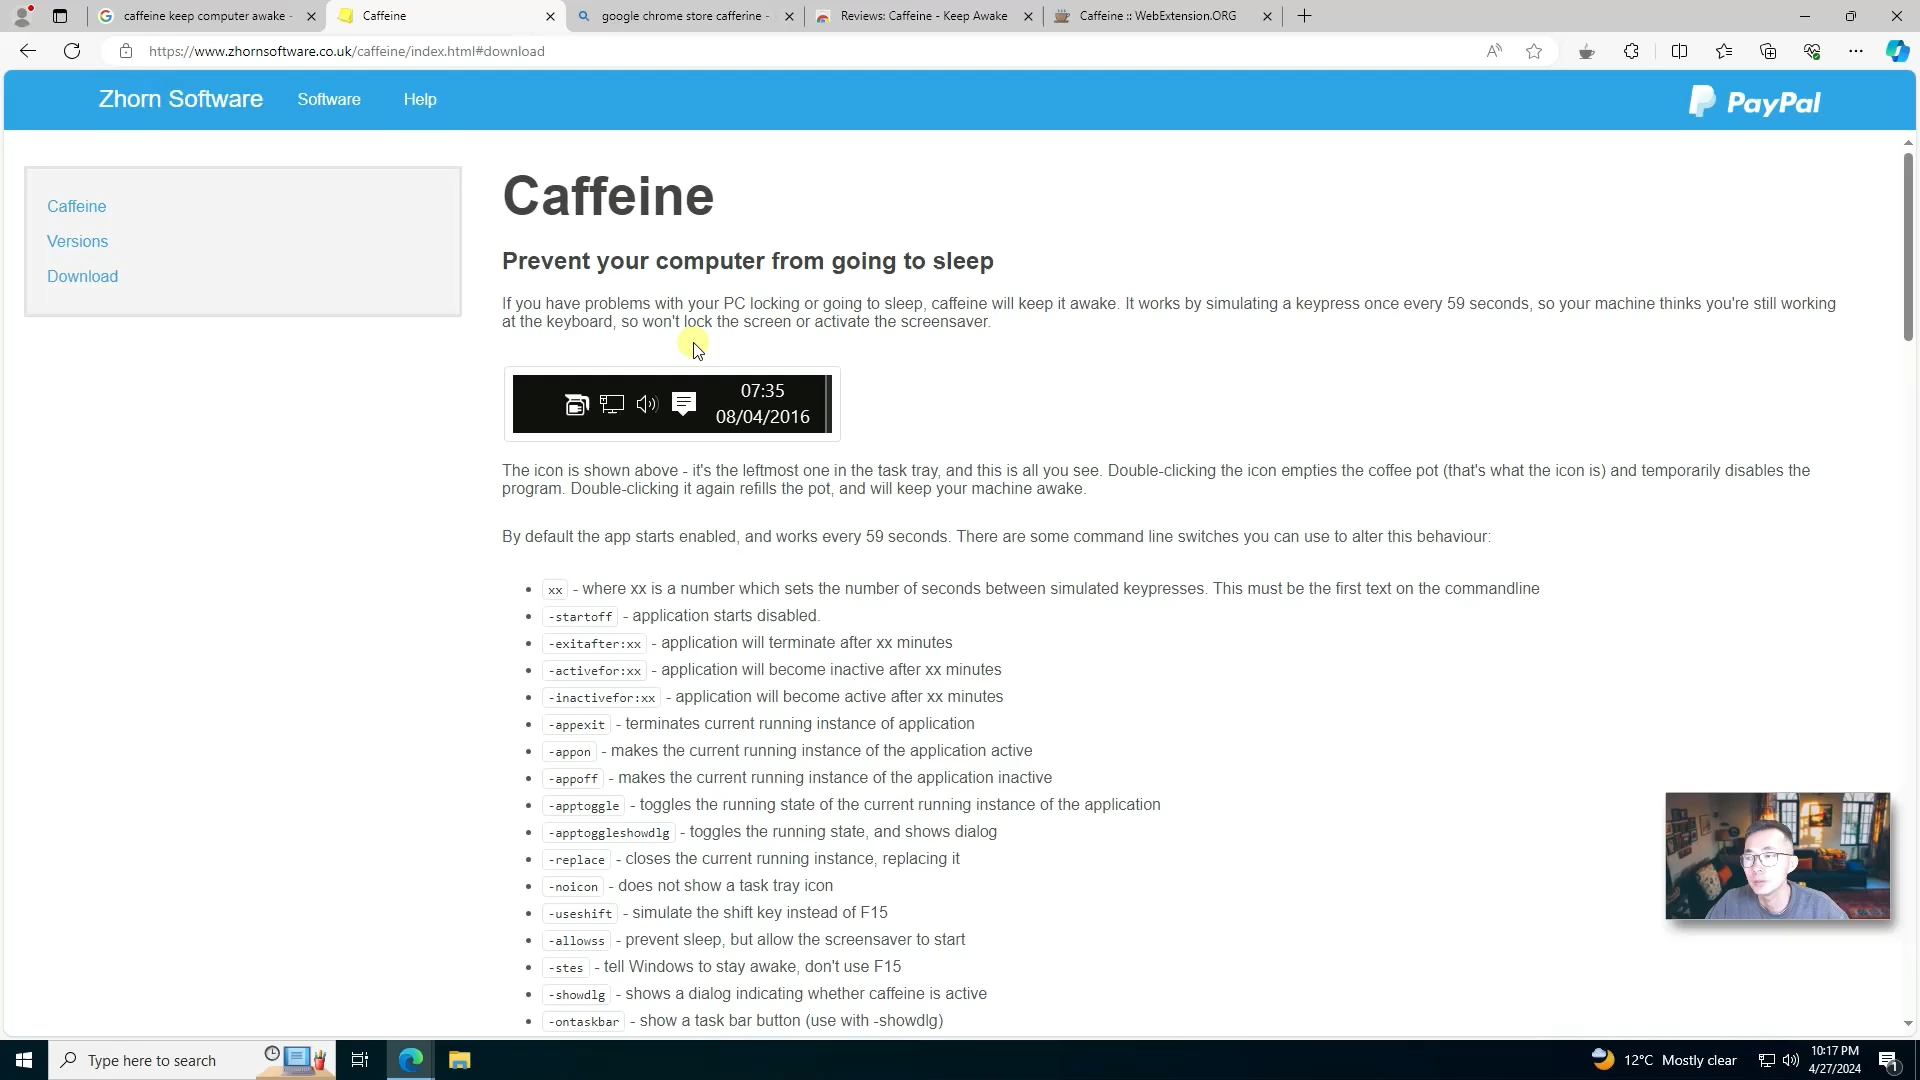 caffeine keep computer awake -
Caffeine
google chrome store cafferine -
Reviews: Caffeine - Keep Awake
Caffeine :: WebExtension.ORG
https://www.zhornsoftware.co.uk/caffeine/index.html#download
Zhorn Software
Software
Help
PayPal
Caffeine
Versions
Download
Caffeine
Prevent your computer from going to sleep
If you have problems with your PC locking or going to sleep, caffeine will keep it awake. It works by simulating a keypress once every 59 seconds, so your machine thinks you're still working
at the keyboard, so won't lock the screen or activate the screensaver.
07:35
08/04/2016
The icon is shown above - it's the leftmost one in the task tray, and this is all you see. Double-clicking the icon empties the coffee pot (that's what the icon is) and temporarily disables the
program. Double-clicking it again refills the pot, and will keep your machine awake.
By default the app starts enabled, and works every 59 seconds. There are some command line switches you can use to alter this behaviour:
xx - where xx is a number which sets the number of seconds between simulated keypresses. This must be the first text on the commandline
-startoff - application starts disabled.
-exitafter:xx - application will terminate after xx minutes
-activefor:xx - application will become inactive after xx minutes
-inactivefor:xx - application will become active after xx minutes
-appexit - terminates current running instance of application
-appon - makes the current running instance of the application active
-appoff - makes the current running instance of the application inactive
-apptoggle - toggles the running state of the current running instance of the application
-apptoggleshowdlg - toggles the running state, and shows dialog
-replace - closes the current running instance, replacing it
-noicon - does not show a task tray icon
-useshift - simulate the shift key instead of F15
-allowss - prevent sleep, but allow the screensaver to start
-stes - tell Windows to stay awake, don't use F15
-showdlg - shows a dialog indicating whether caffeine is active
-ontaskbar - show a task bar button (use with -showdlg)
Type here to search
12°C Mostly clear
10:17 PM
4/27/2024
1